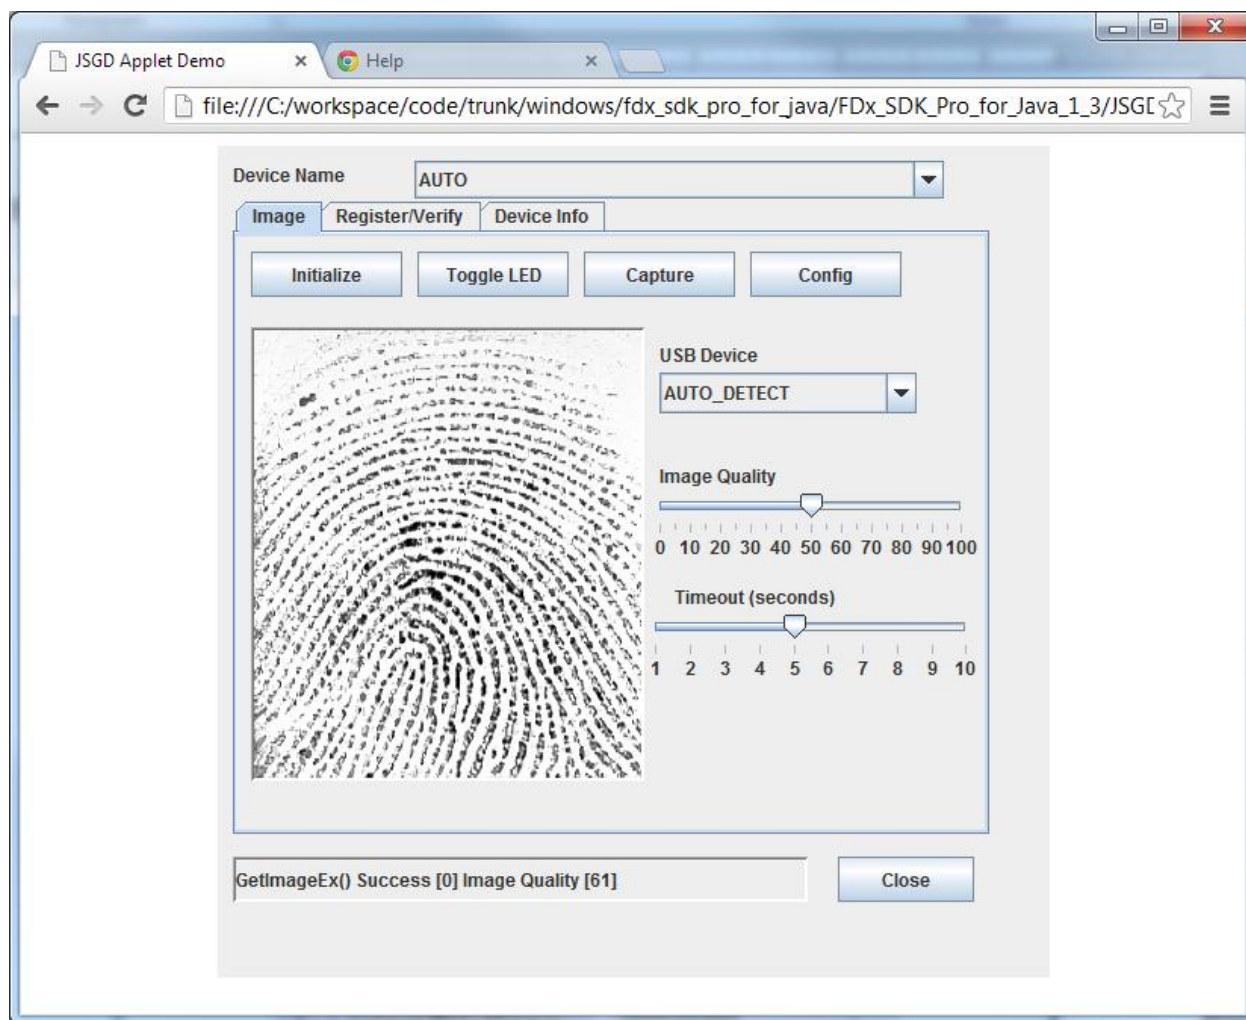 JSGD Applet Demo
Help
file:///C:/workspace/code/trunk/windows/fdx_sdk_pro_for_java/FDx_SDK_Pro_for_Java_1_3/JSGD
Device Name
AUTO
Image
Register/Verify
Device Info
Initialize
Toggle LED
Capture
Config
USB Device
AUTO_DETECT
Image Quality
0 10 20 30 40 50 60 70 80 90 100
Timeout (seconds)
1 2 3 4 5 6 7 8 9 10
GetImageEx() Success [0] Image Quality [61]
Close